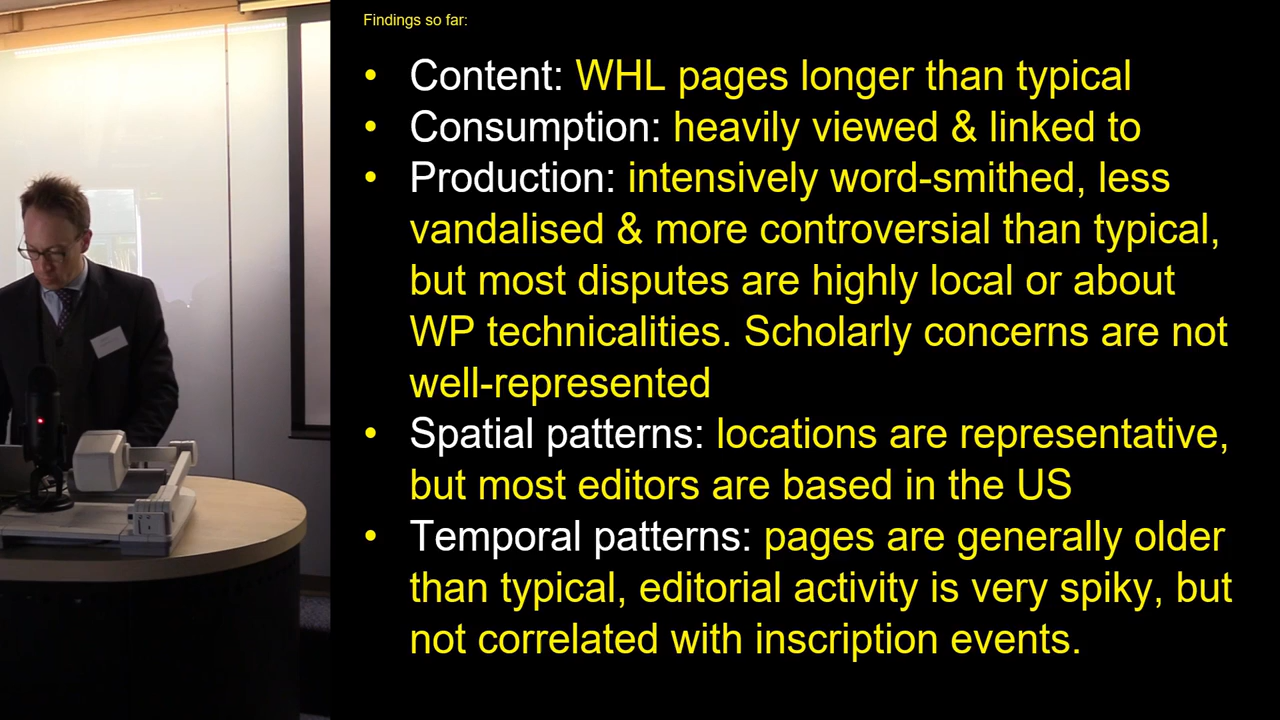 Findings so far:
• Content: WHL pages longer than typical
• Consumption: heavily viewed & linked to
• Production: intensively word-smithed, less
vandalised & more controversial than typical,
but most disputes are highly local or about
WP technicalities. Scholarly concerns are not
well-represented
• Spatial patterns: locations are representative,
but most editors are based in the US
• Temporal patterns: pages are generally older
than typical, editorial activity is very spiky, but
not correlated with inscription events.